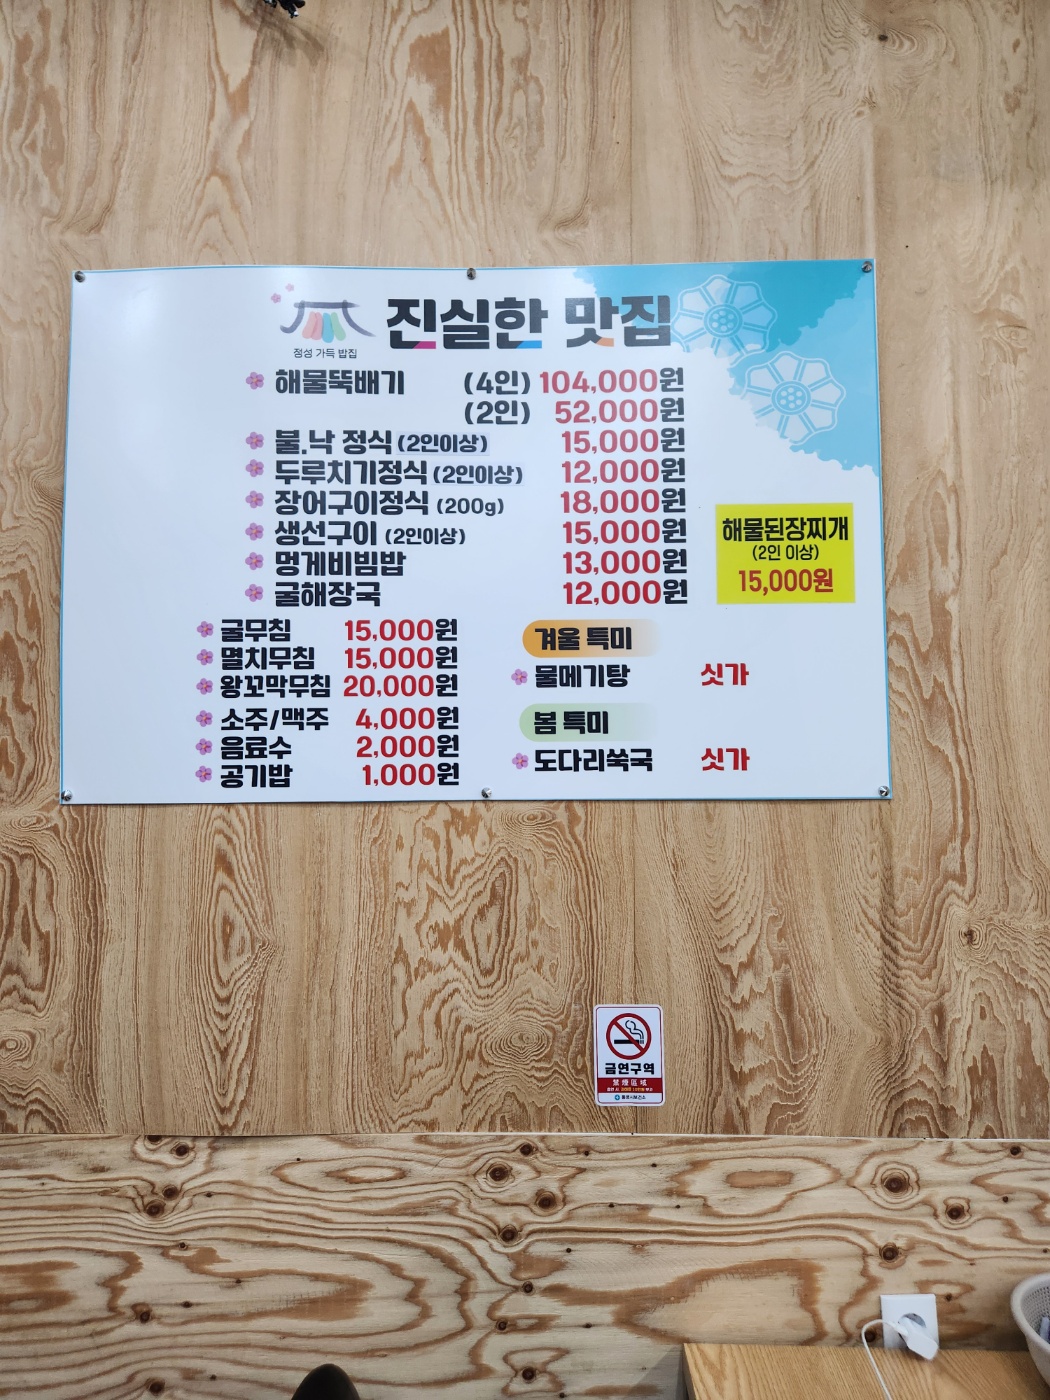 진실한 맛집
정성 가득 밥집
해물뚝배기 (4인) 104,000원
(2인) 52,000원
불.낙 정식 (2인이상) 15,000원
두루치기정식 (2인이상) 12,000원
장어구이정식 (200g) 18,000원
생선구이 (2인이상) 15,000원
멍게비빔밥 13,000원
굴해장국 12,000원
해물된장찌개
(2인 이상)
15,000원
굴무침 15,000원
멸치무침 15,000원
왕꼬막무침 20,000원
소주/맥주 4,000원
음료수 2,000원
공기밥 1,000원
겨울 특미
물메기탕 싯가
봄 특미
도다리쑥국 싯가
금연구역
禁煙區域